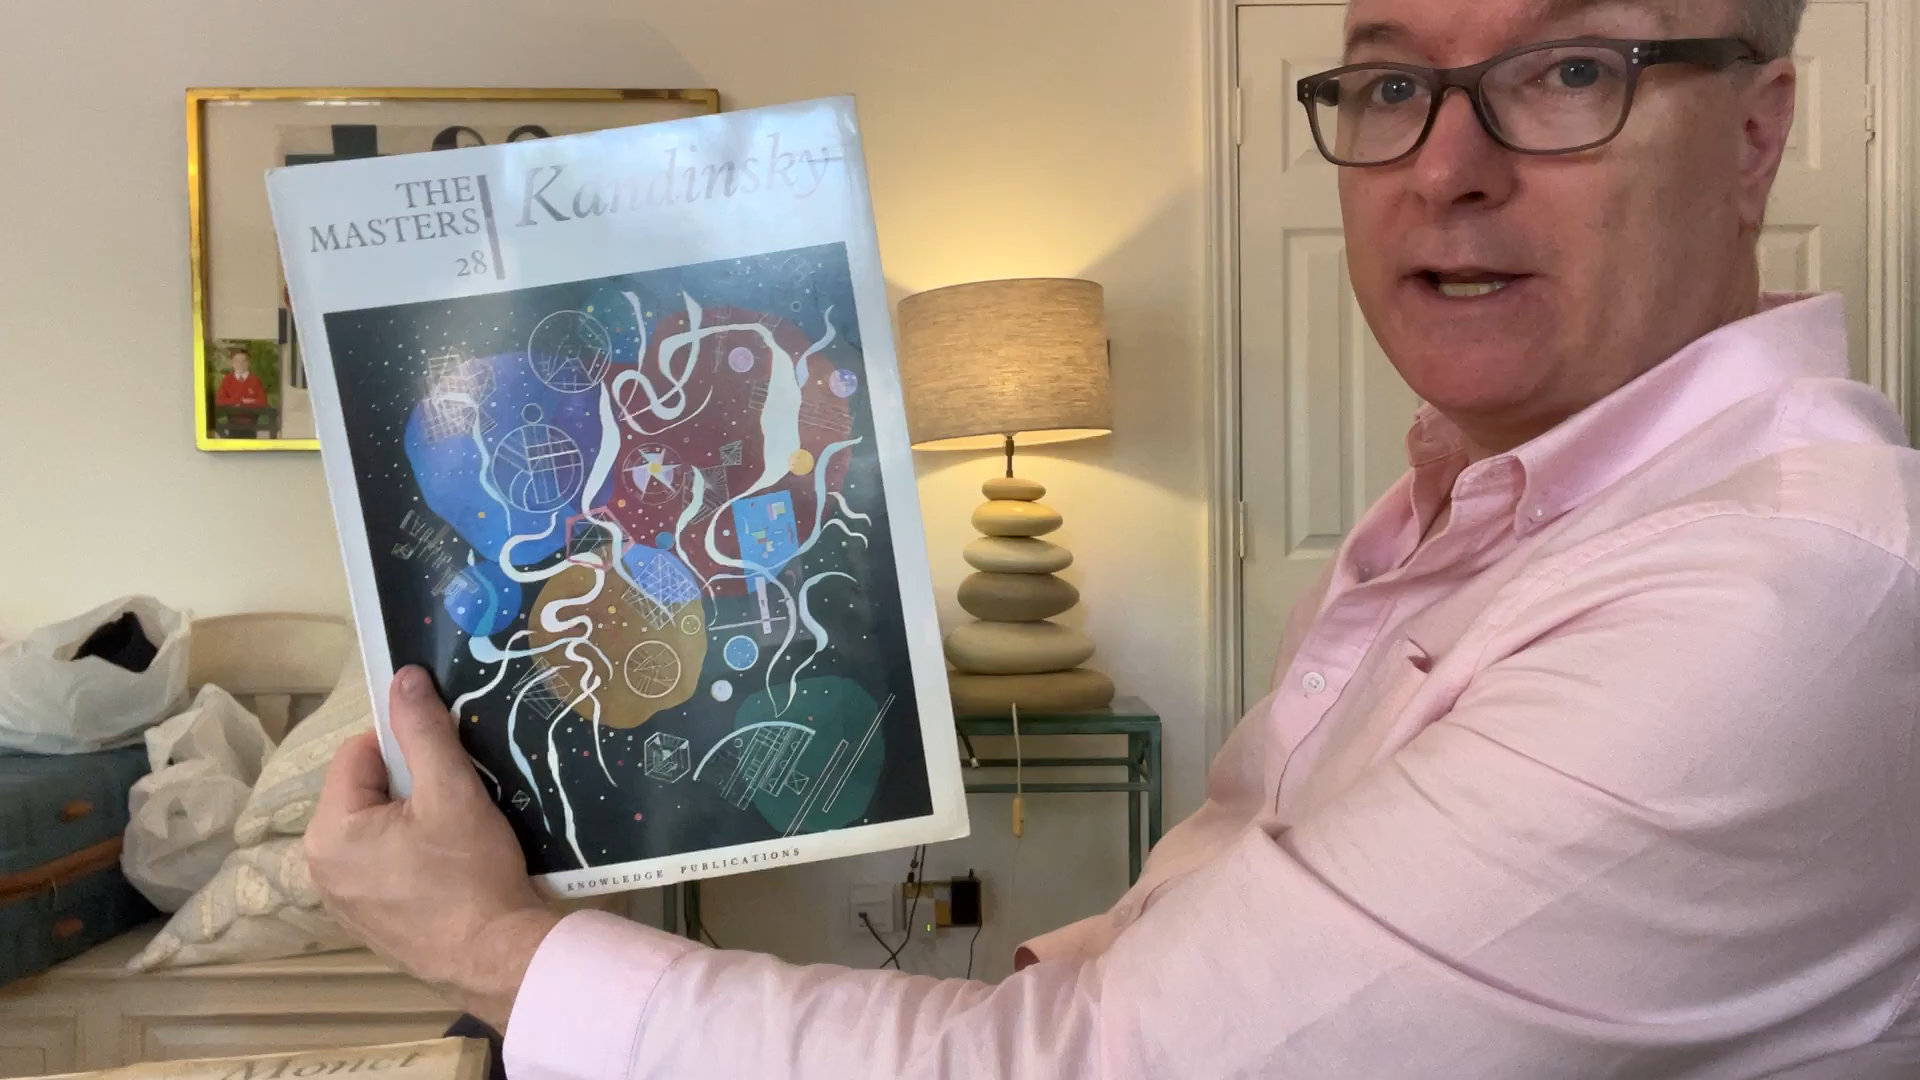 THE
MASTERS
28
Kandinsky
KNOWLEDGE PUBLICATIONS
Monet